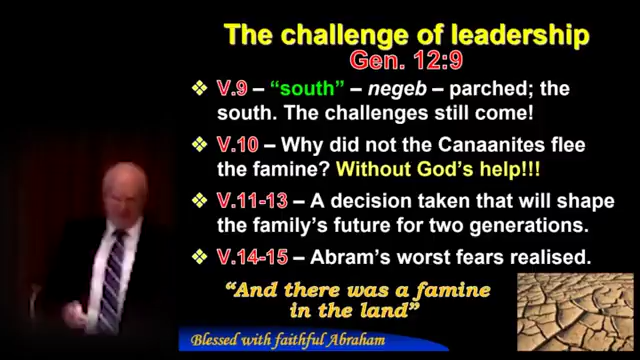 The challenge of leadership
Gen. 12:9
❖ V.9 – “south” – negeb – parched; the
south. The challenges still come!
❖ V.10 – Why did not the Canaanites flee
the famine? Without God’s help!!!
❖ V.11-13 – A decision taken that will shape
the family’s future for two generations.
❖ V.14-15 – Abram’s worst fears realised.
“And there was a famine
in the land”
Blessed with faithful Abraham